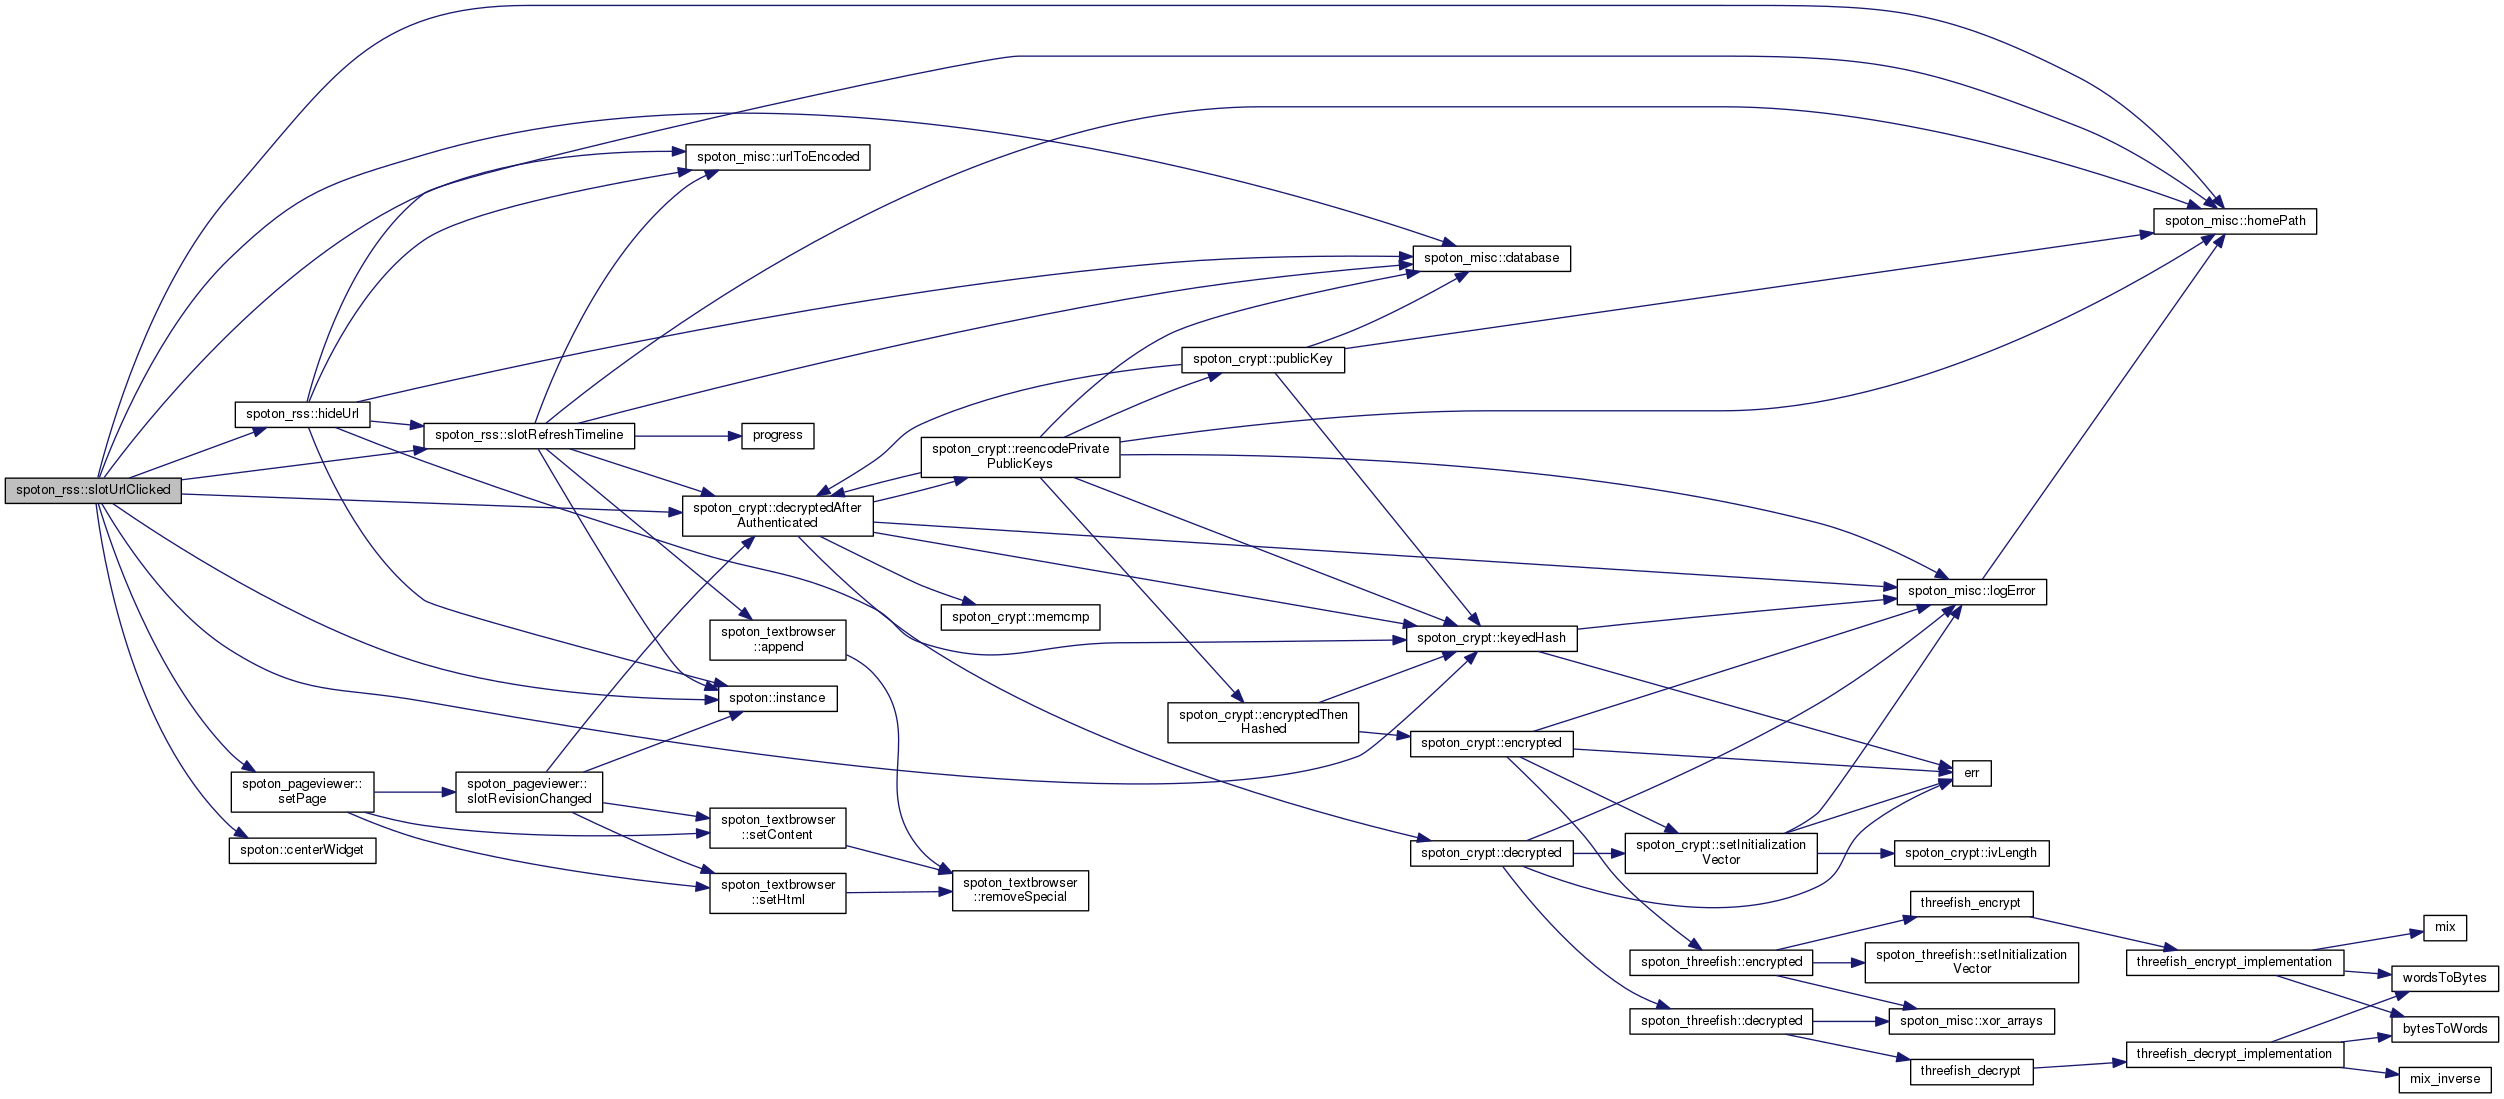 spoton_rss::slotUrlClicked
spoton_rss::hideUrl
spoton_rss::slotRefreshTimeline
spoton_misc::urlToEncoded
progress
spoton_crypt::decryptedAfter
Authenticated
spoton_textbrowser
::append
spoton::instance
spoton_pageviewer::
setPage
spoton_pageviewer::
slotRevisionChanged
spoton::centerWidget
spoton_textbrowser
::setContent
spoton_textbrowser
::setHtml
spoton_textbrowser
::removeSpecial
spoton_crypt::reencodePrivate
PublicKeys
spoton_crypt::memcmp
spoton_crypt::publicKey
spoton_crypt::encryptedThen
Hashed
spoton_misc::database
spoton_crypt::keyedHash
spoton_crypt::encrypted
spoton_crypt::decrypted
spoton_crypt::setInitialization
Vector
spoton_threefish::encrypted
spoton_threefish::decrypted
spoton_misc::homePath
spoton_misc::logError
err
spoton_crypt::ivLength
threefish_encrypt
spoton_threefish::setInitialization
Vector
spoton_misc::xor_arrays
threefish_decrypt
threefish_encrypt_implementation
threefish_decrypt_implementation
mix
wordsToBytes
bytesToWords
mix_inverse